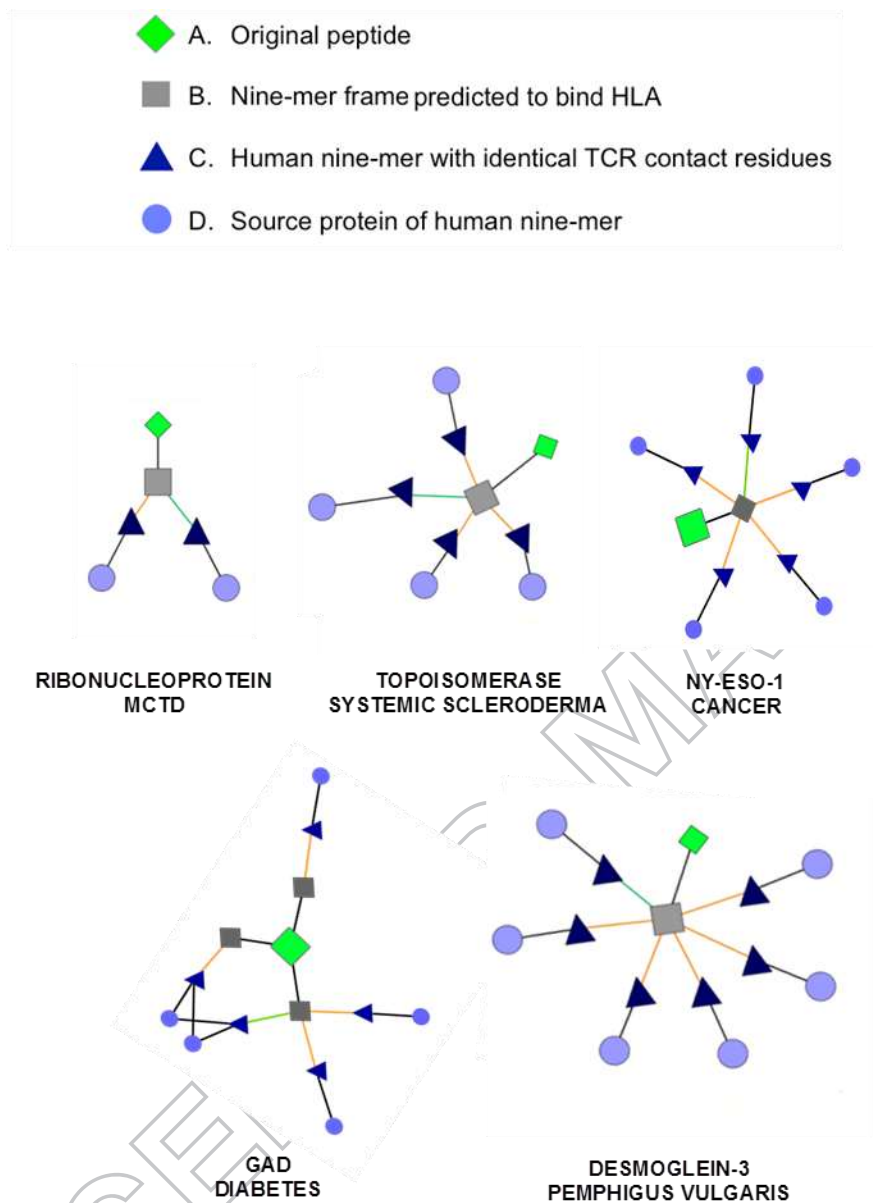 A. Original peptide
B. Nine-mer frame predicted to bind HLA
C. Human nine-mer with identical TCR contact residues
D. Source protein of human nine-mer
RIBONUCLEOPROTEIN
MCTD
TOPOISOMERASE
SYSTEMIC SCLERODERMA
NY-ESO-1
CANCER
GAD
DIABETES
DESMOGLEIN-3
PEMPHIGUS VULGARIS